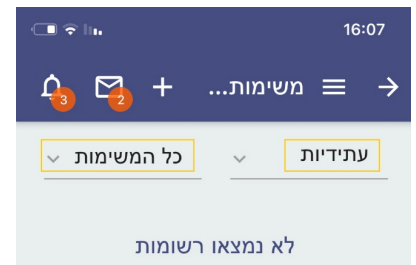 16:07
משימות...
2
3
עתידיות
כל המשימות
לא נמצאו רשומות